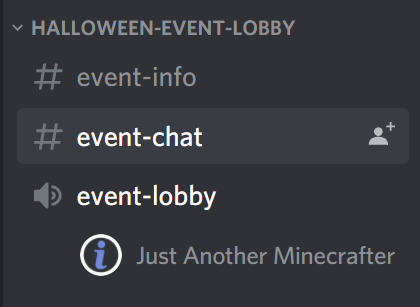 HALLOWEEN-EVENT-LOBBY
# event-info
# event-chat
event-lobby
i Just Another Minecrafter